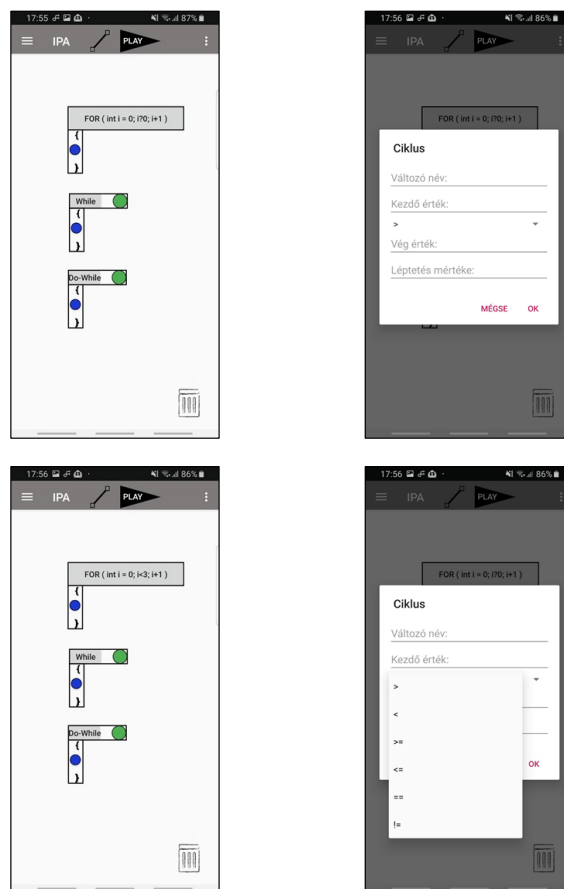 17:55
87%
IPA
PLAY
FOR ( int i = 0; i?0; i+1 )
{
}
While
{
}
Do-While
{
}
17:56
86%
IPA
PLAY
FOR ( int i = 0; i?0; i+1 )
Ciklus
Változó név:
Kezdő érték:
>
Vég érték:
Léptetés mértéke:
MÉGSE OK
}
17:56
86%
IPA
PLAY
FOR ( int i = 0; i<3; i+1 )
{
}
While
{
}
Do-While
{
}
17:56
86%
IPA
PLAY
FOR ( int i = 0; i?0; i+1 )
Ciklus
Változó név:
Kezdő érték:
>
<
>=
<=
==
!=
OK